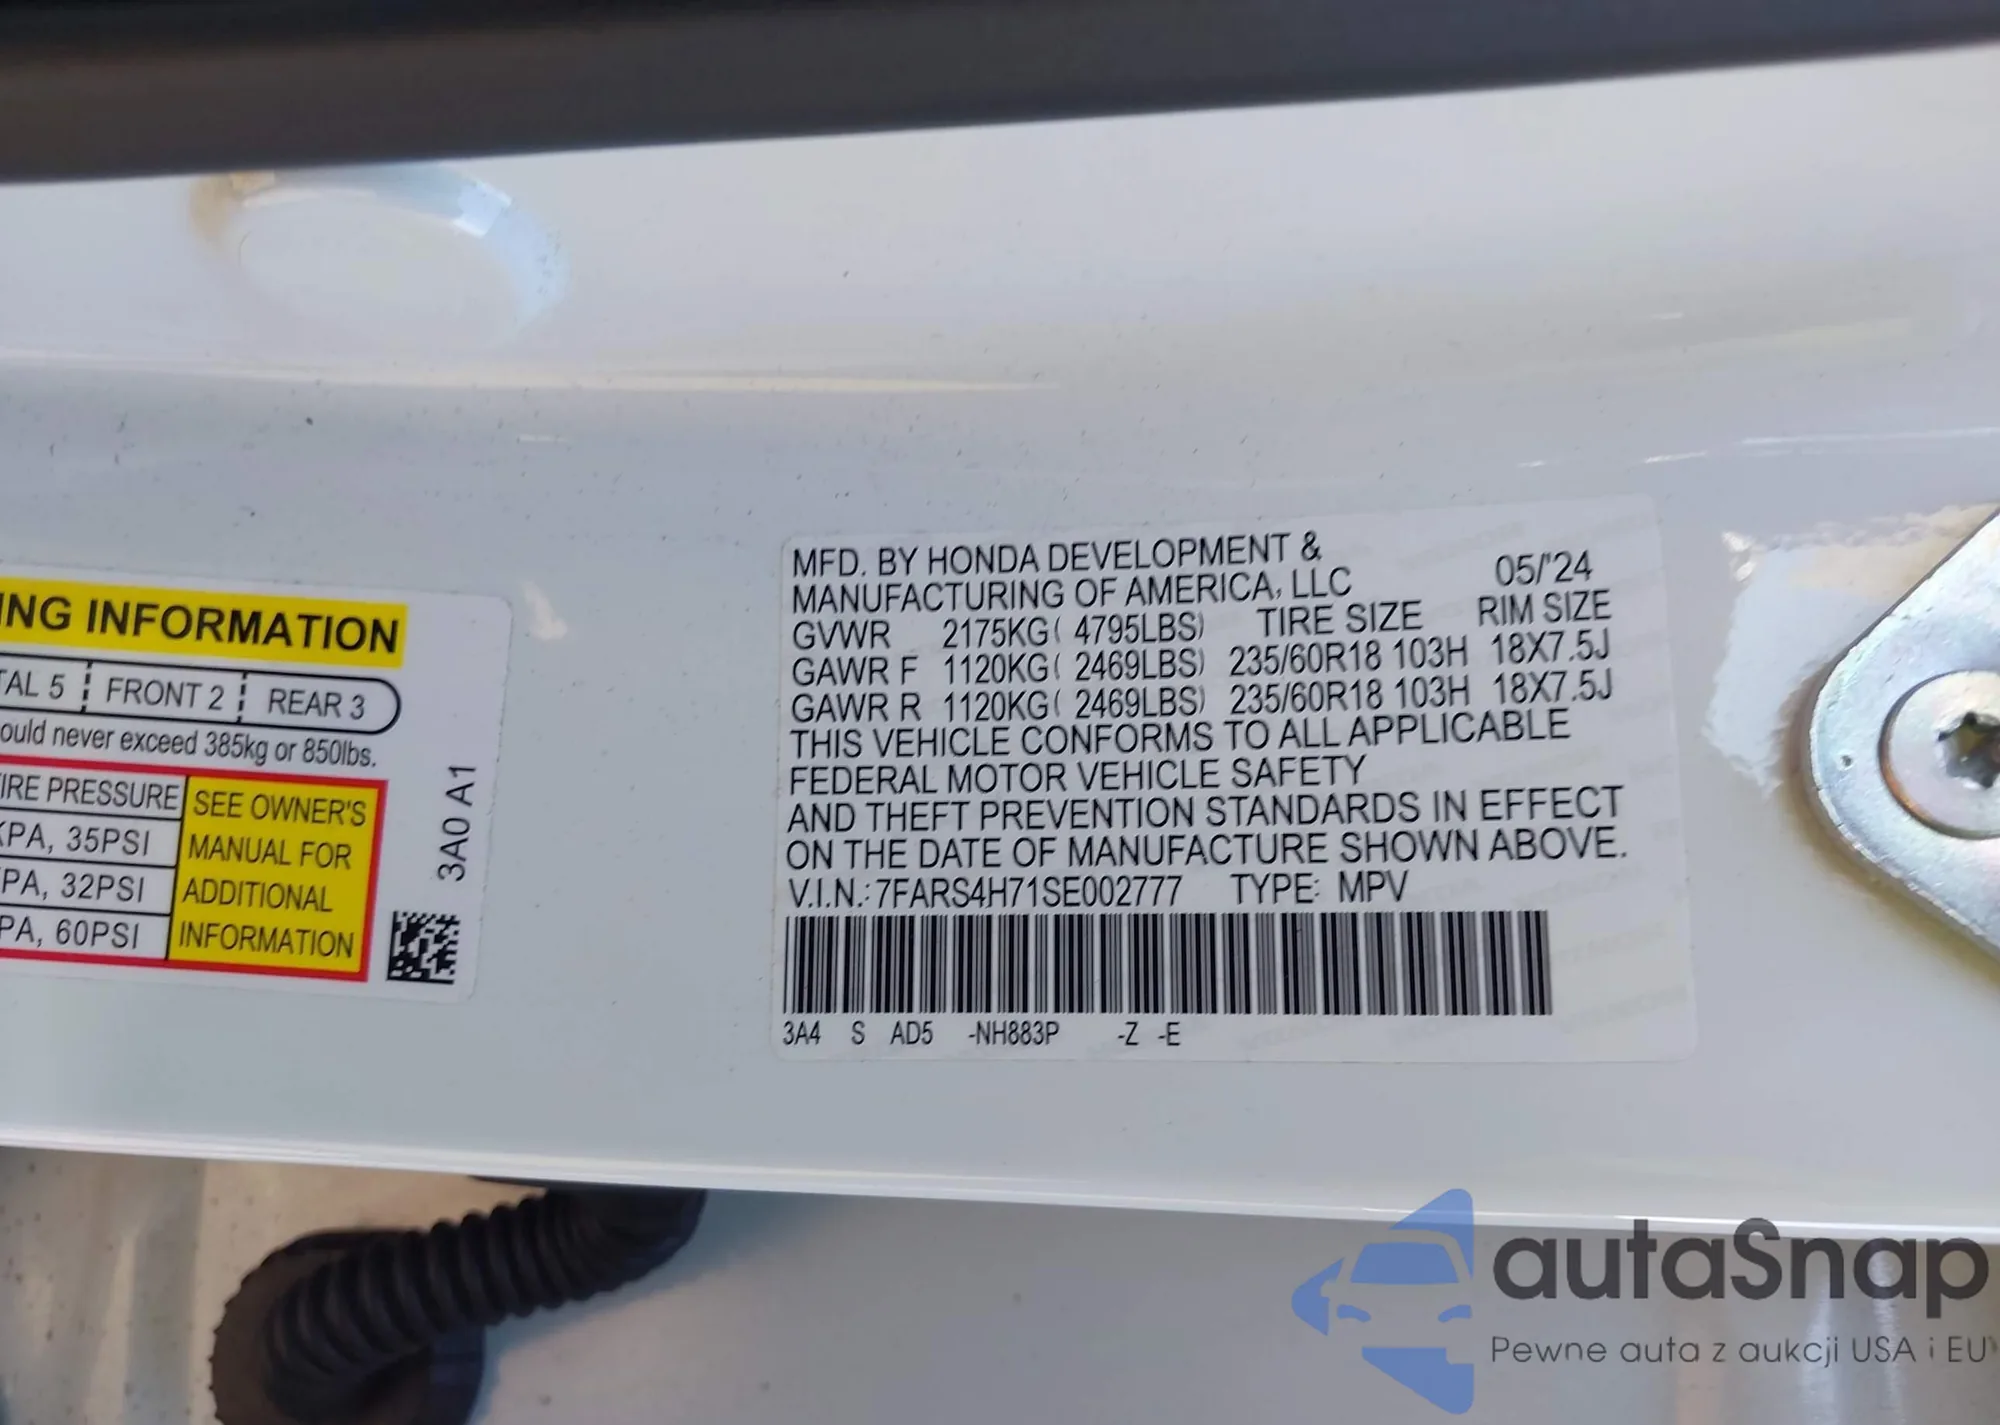 ING INFORMATION
TAL 5 FRONT 2 REAR 3
ould never exceed 385kg or 850lbs.
IRE PRESSURE
KPA, 35PSI
PA, 32PSI
PA, 60PSI
SEE OWNER'S
MANUAL FOR
ADDITIONAL
INFORMATION
3A0 A1
MFD. BY HONDA DEVELOPMENT &
MANUFACTURING OF AMERICA, LLC 05/'24
GVWR 2175KG( 4795LBS) TIRE SIZE RIM SIZE
GAWR F 1120KG( 2469LBS) 235/60R18 103H 18X7.5J
GAWR R 1120KG( 2469LBS) 235/60R18 103H 18X7.5J
THIS VEHICLE CONFORMS TO ALL APPLICABLE
FEDERAL MOTOR VEHICLE SAFETY
AND THEFT PREVENTION STANDARDS IN EFFECT
ON THE DATE OF MANUFACTURE SHOWN ABOVE.
V.I.N.: 7FARS4H71SE002777 TYPE: MPV
3A4 S AD5 -NH883P -Z -E
autaSnap
Pewne auta z aukcji USA i EU